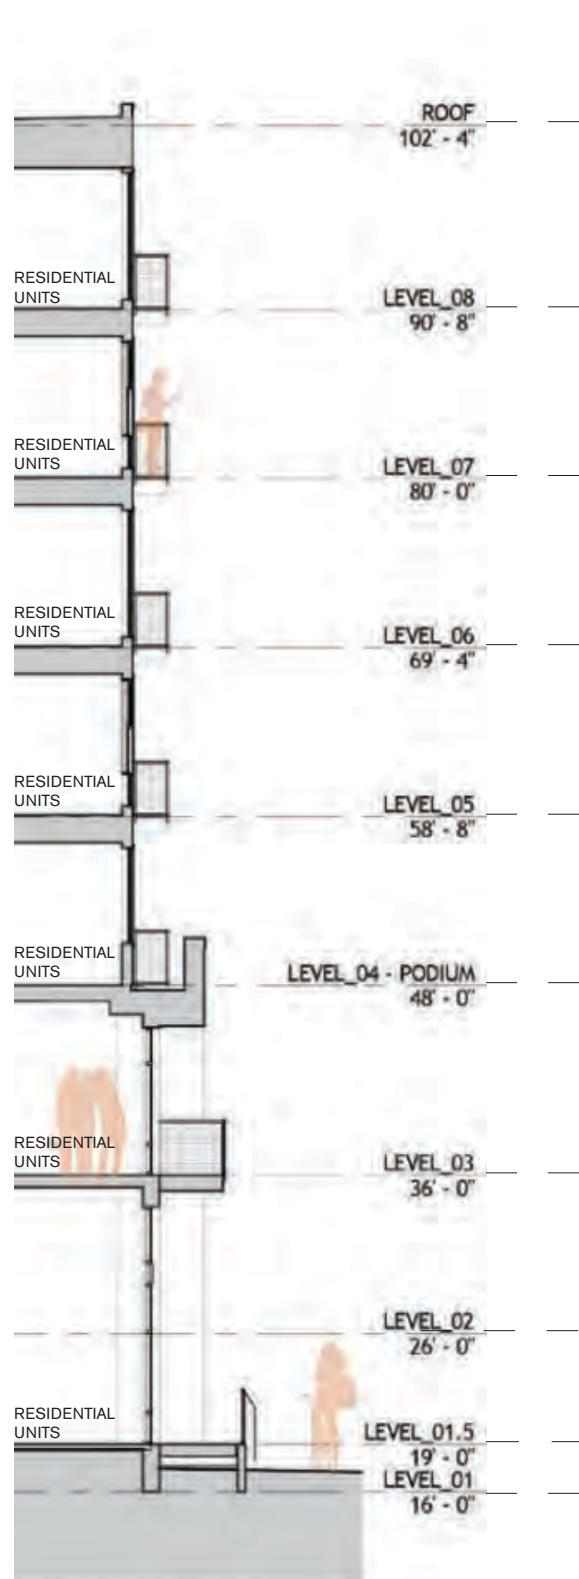 ROOF
102' - 4"
RESIDENTIAL
UNITS
LEVEL_08
90' - 8"
RESIDENTIAL
UNITS
LEVEL_07
80' - 0"
RESIDENTIAL
UNITS
LEVEL_06
69' - 4"
RESIDENTIAL
UNITS
LEVEL_05
58' - 8"
RESIDENTIAL
UNITS
LEVEL_04 - PODIUM
48' - 0"
RESIDENTIAL
UNITS
LEVEL_03
36' - 0"
LEVEL_02
26' - 0"
RESIDENTIAL
UNITS
LEVEL_01.5
19' - 0"
LEVEL_01
16' - 0"